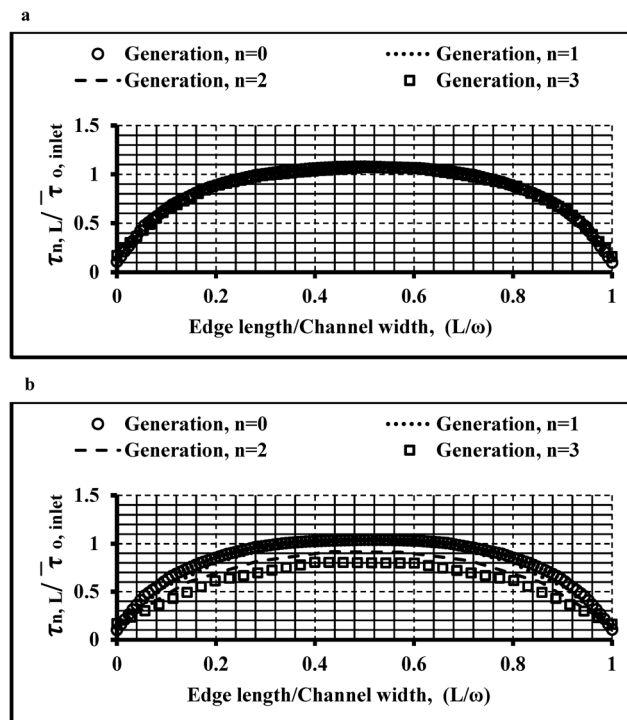 a
Generation, n=0
Generation, n=1
Generation, n=2
Generation, n=3
1.5
1
0.5
0
τn, L/ τ̅ o, inlet
0 0.2 0.4 0.6 0.8 1
Edge length/Channel width, (L/ω)
b
Generation, n=0
Generation, n=1
Generation, n=2
Generation, n=3
1.5
1
0.5
0
τn, L/ τ̅ o, inlet
0 0.2 0.4 0.6 0.8 1
Edge length/Channel width, (L/ω)